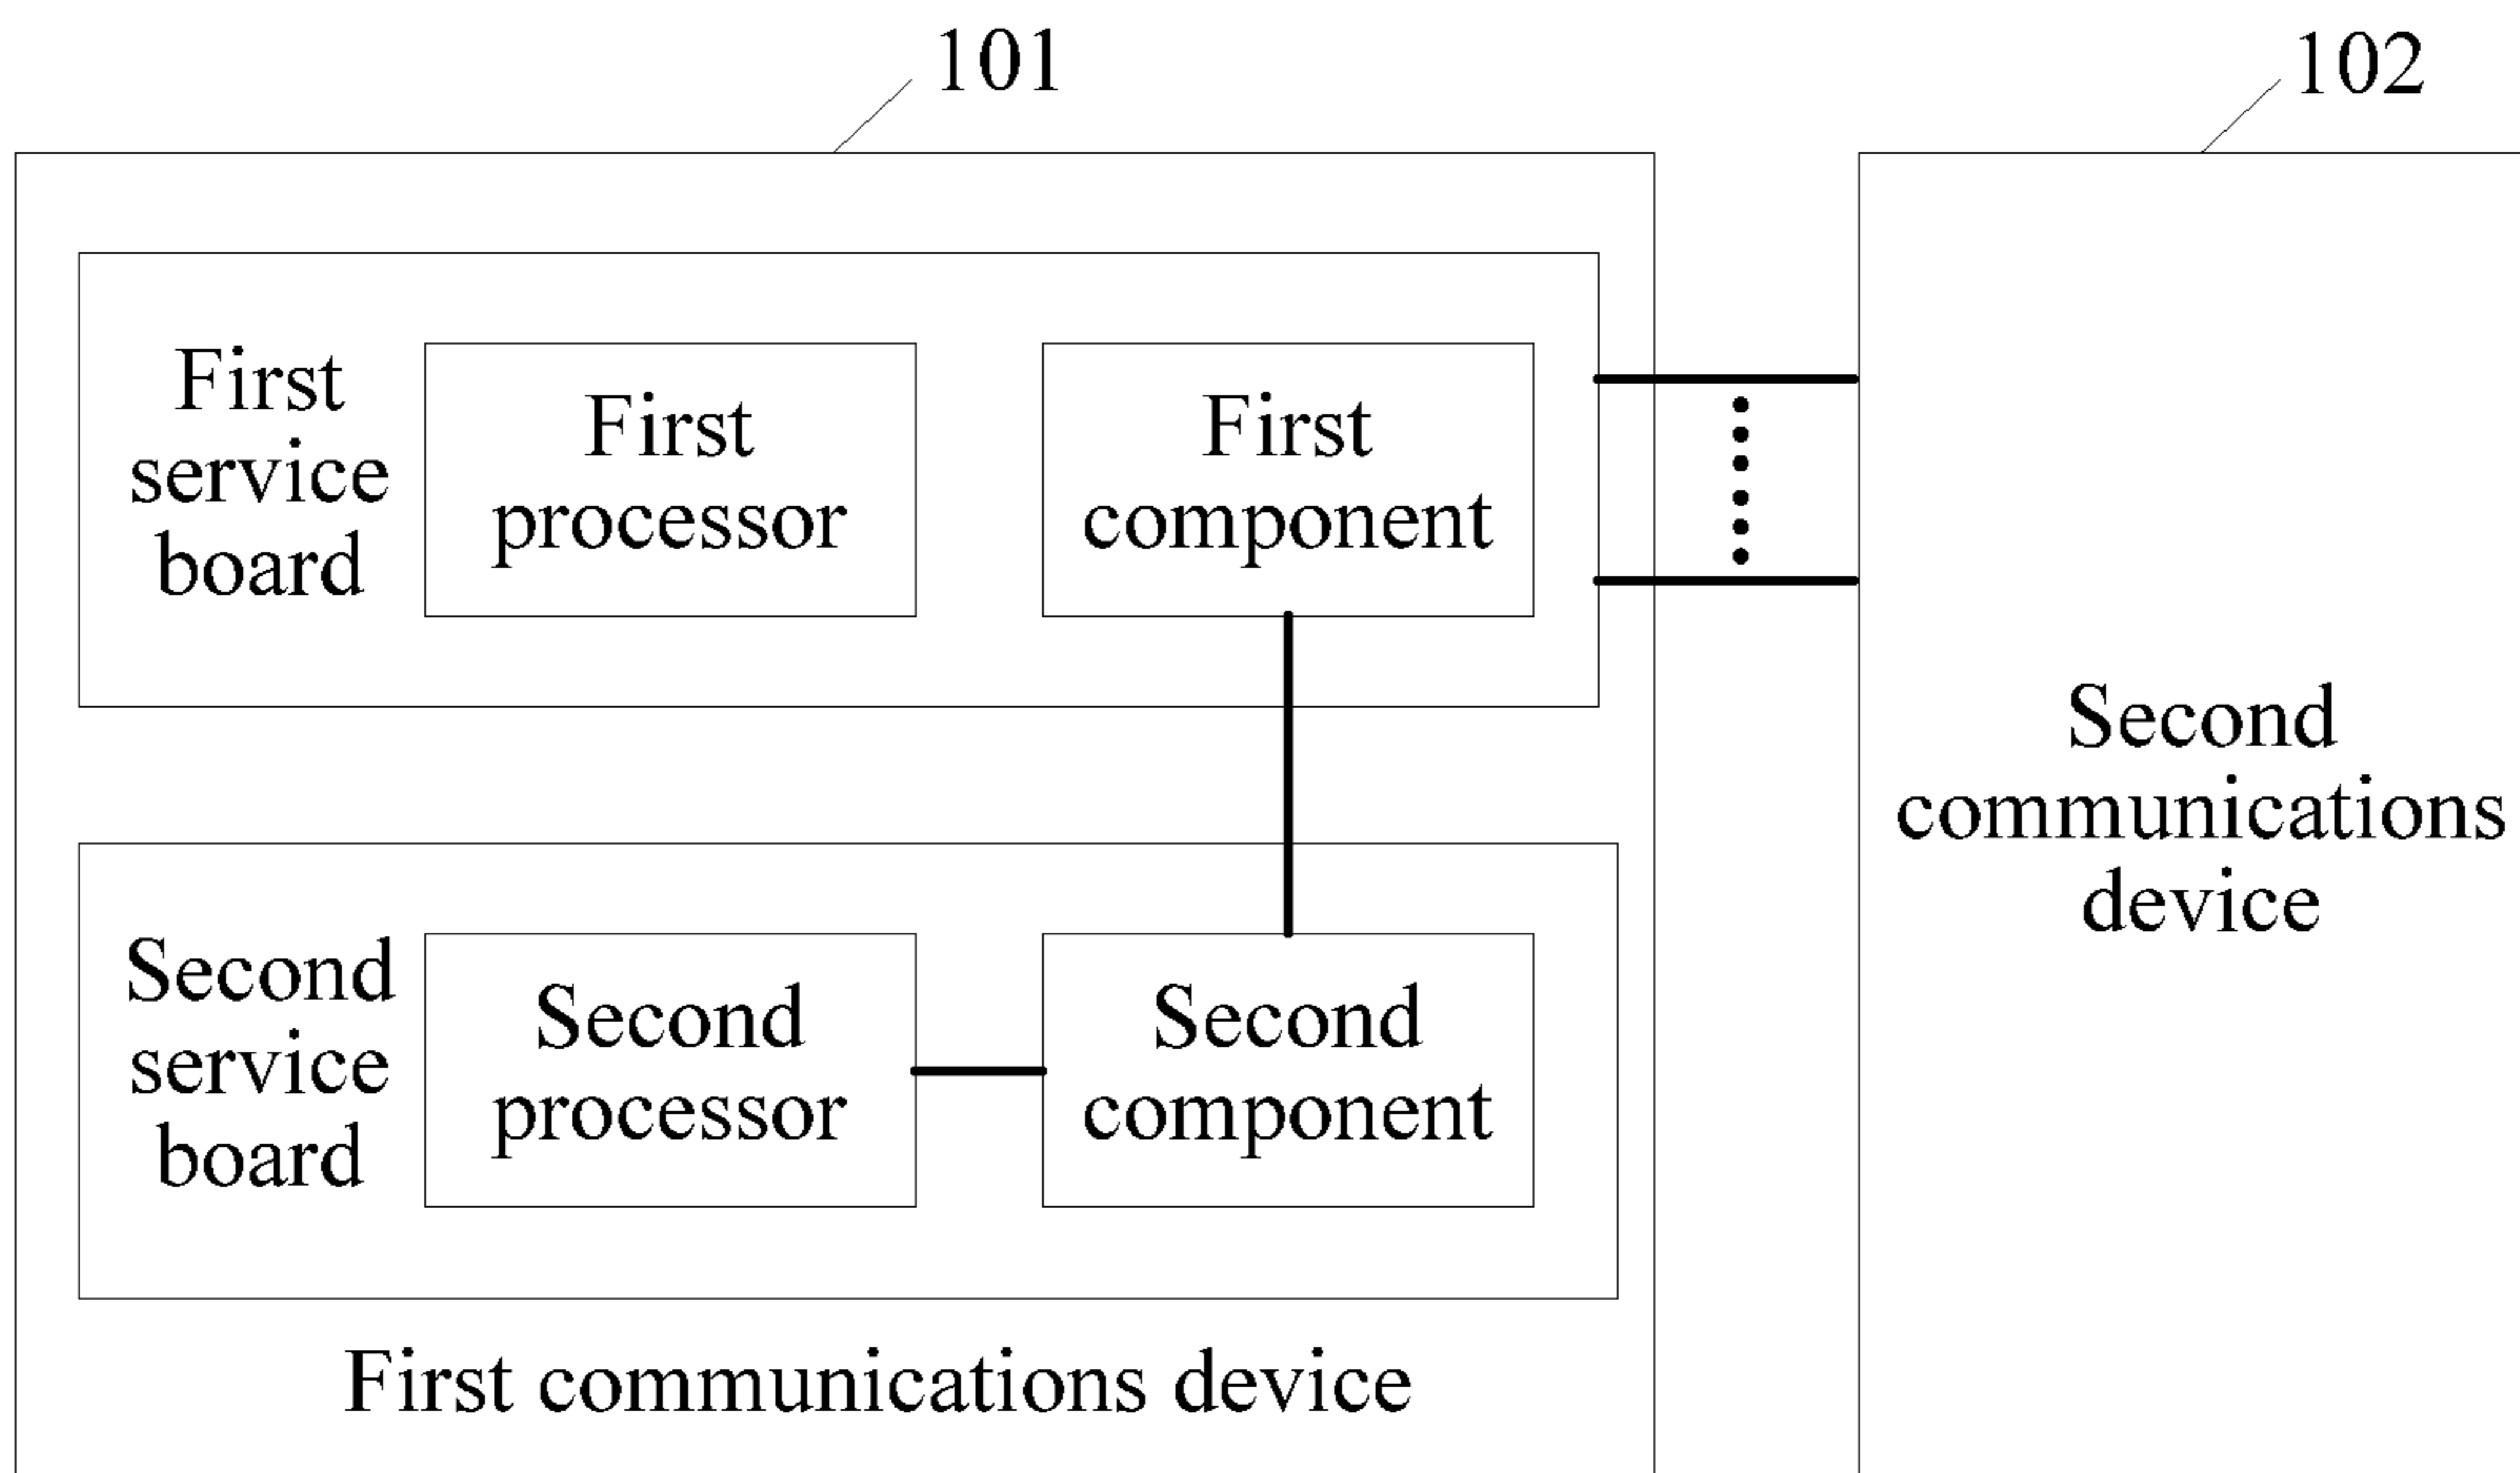 101
102
First
service
board
First
processor
First
component
Second
communications
device
Second
service
board
Second
processor
Second
component
First communications device